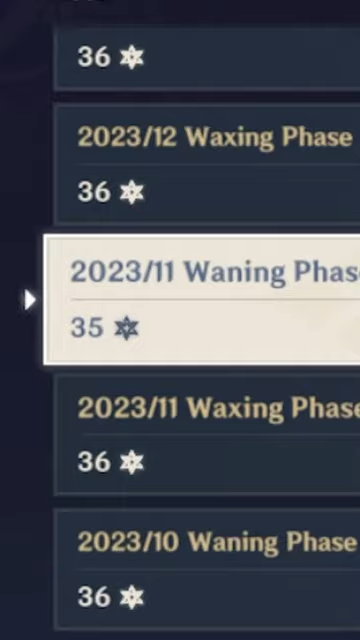 36
2023/12 Waxing Phase
36
2023/11 Waning Phase
35
2023/11 Waxing Phase
36
2023/10 Waning Phase
36